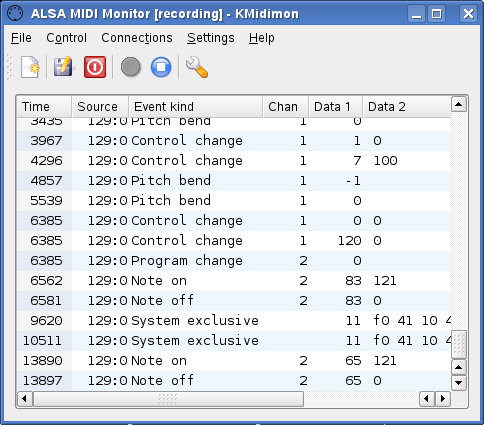 ALSA MIDI Monitor [recording] - KMidimon
File Control Connections Settings Help
Time Source Event kind Chan Data 1 Data 2
3435 129:0 Pitch bend 1 0
3967 129:0 Control change 1 1 0
4296 129:0 Control change 1 7 100
4857 129:0 Pitch bend 1 -1
5539 129:0 Pitch bend 1 0
6385 129:0 Control change 1 0 0
6385 129:0 Control change 1 120 0
6385 129:0 Program change 2 0
6562 129:0 Note on 2 83 121
6581 129:0 Note off 2 83 0
9620 129:0 System exclusive 11 f0 41 10 4
10511 129:0 System exclusive 11 f0 41 10 4
13890 129:0 Note on 2 65 121
13897 129:0 Note off 2 65 0